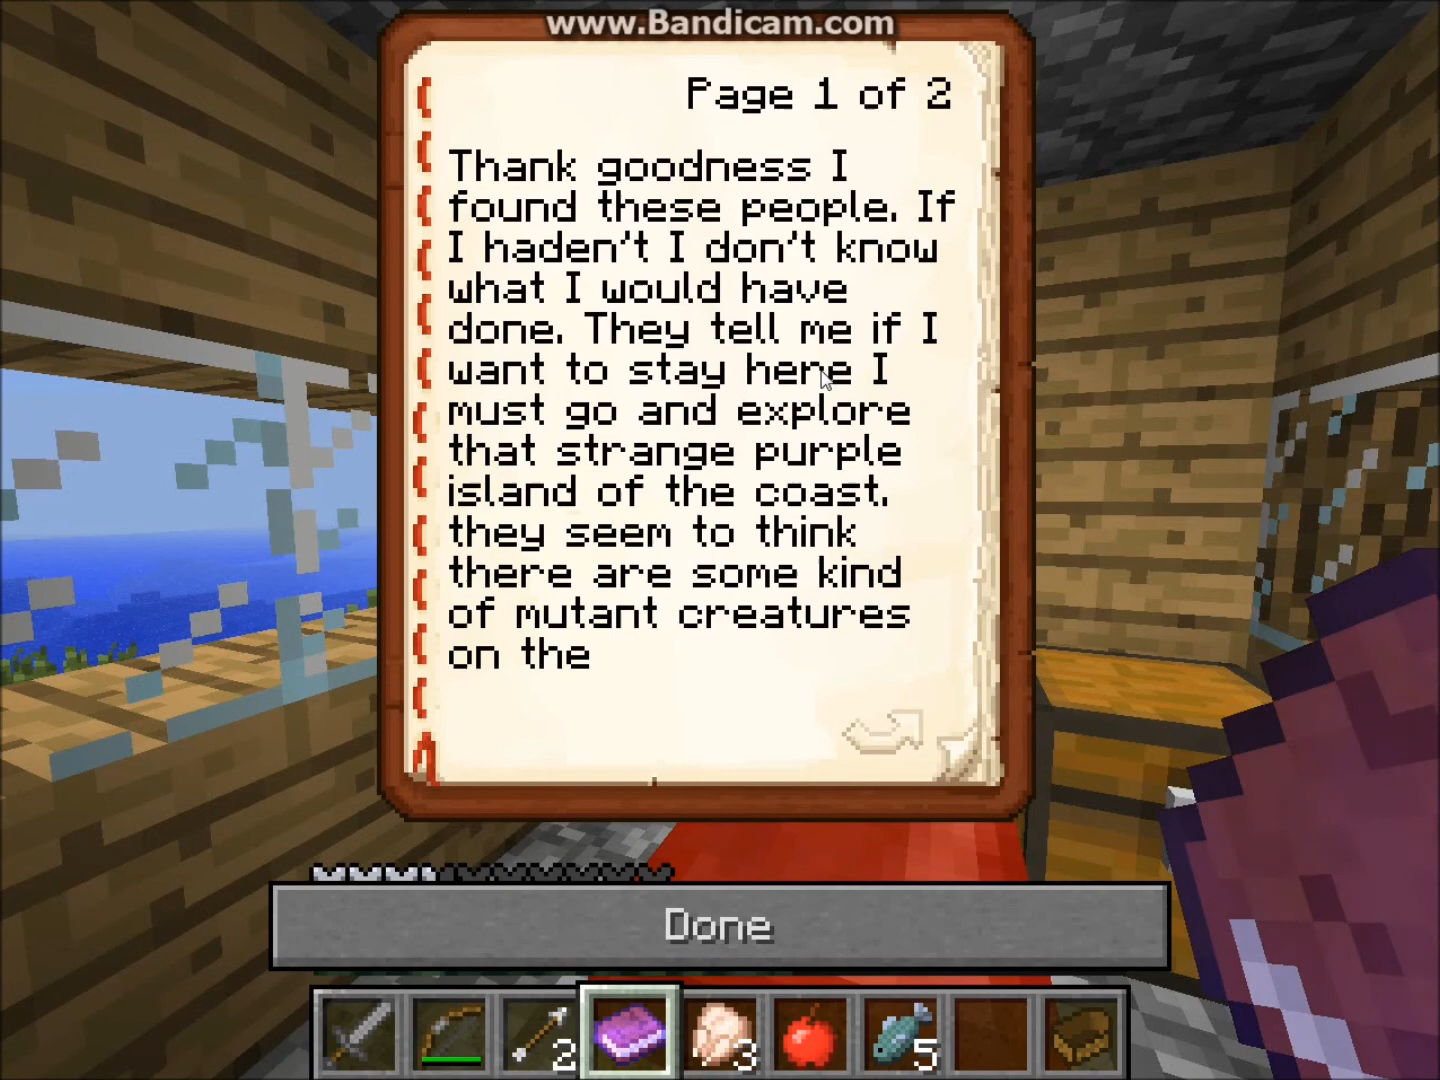 www.Bandicam.com
Page 1 of 2
Thank goodness I
found these people. If
I haden't I don't know
what I would have
done. They tell me if I
want to stay here I
must go and explore
that strange purple
island of the coast.
they seem to think
there are some kind
of mutant creatures
on the
Done
2
3
5